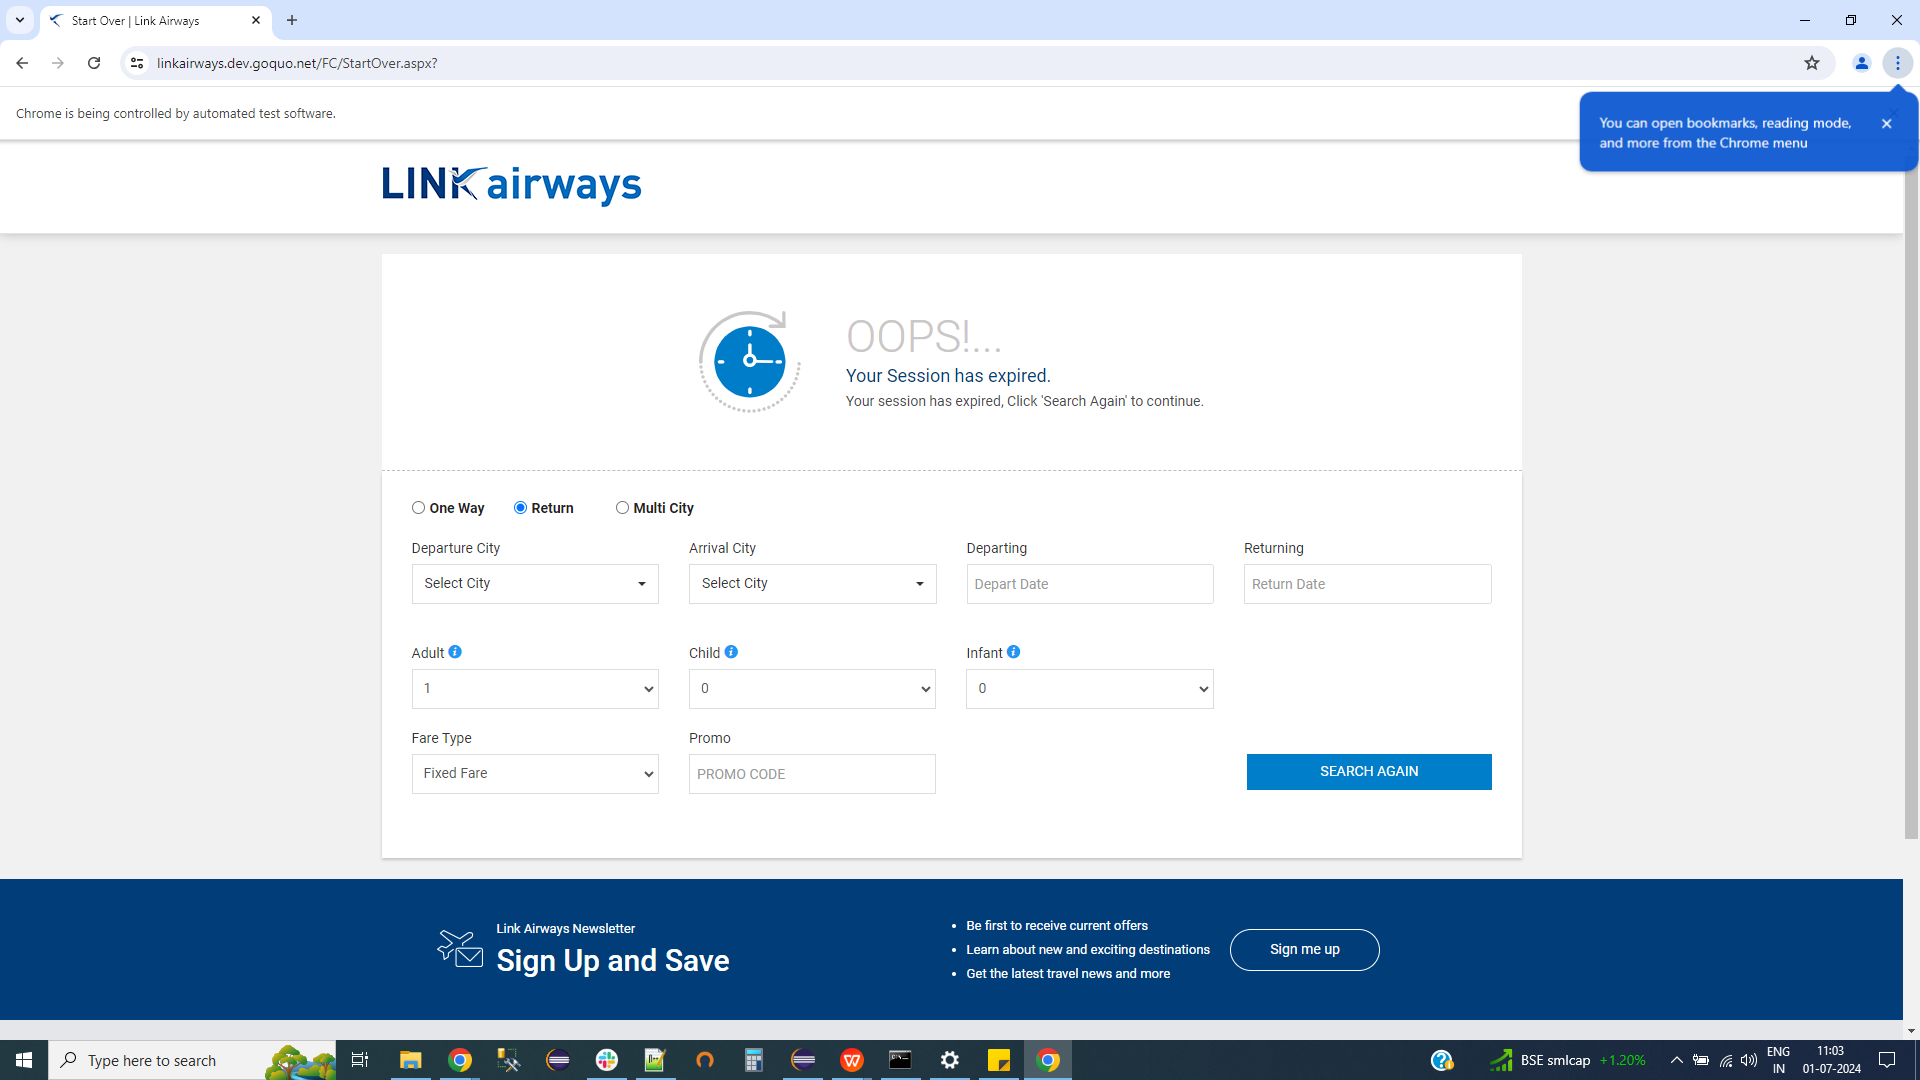 Start Over | Link Airways
linkairways.dev.goquo.net/FC/StartOver.aspx?
Chrome is being controlled by automated test software.
You can open bookmarks, reading mode,
and more from the Chrome menu
LINK airways
OOPS!...
Your Session has expired.
Your session has expired, Click 'Search Again' to continue.
One Way Return Multi City
Departure City Arrival City Departing Returning
Select City Select City Depart Date Return Date
Adult Child Infant
1 0 0
Fare Type Promo
Fixed Fare PROMO CODE SEARCH AGAIN
Link Airways Newsletter
Sign Up and Save
• Be first to receive current offers
• Learn about new and exciting destinations
• Get the latest travel news and more
Sign me up
Type here to search
BSE smlcap +1.20%
ENG
IN
11:03
01-07-2024